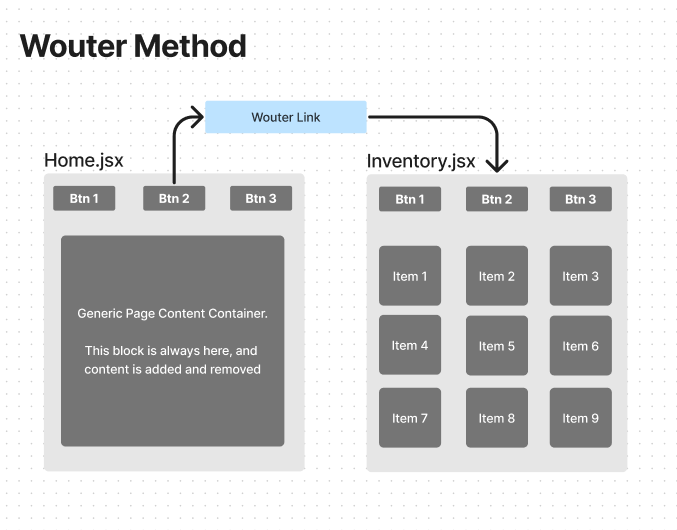 Wouter Method
Wouter Link
Home.jsx
Btn 1
Btn 2
Btn 3
Generic Page Content Container.
This block is always here, and
content is added and removed
Inventory.jsx
Btn 1
Btn 2
Btn 3
Item 1
Item 2
Item 3
Item 4
Item 5
Item 6
Item 7
Item 8
Item 9